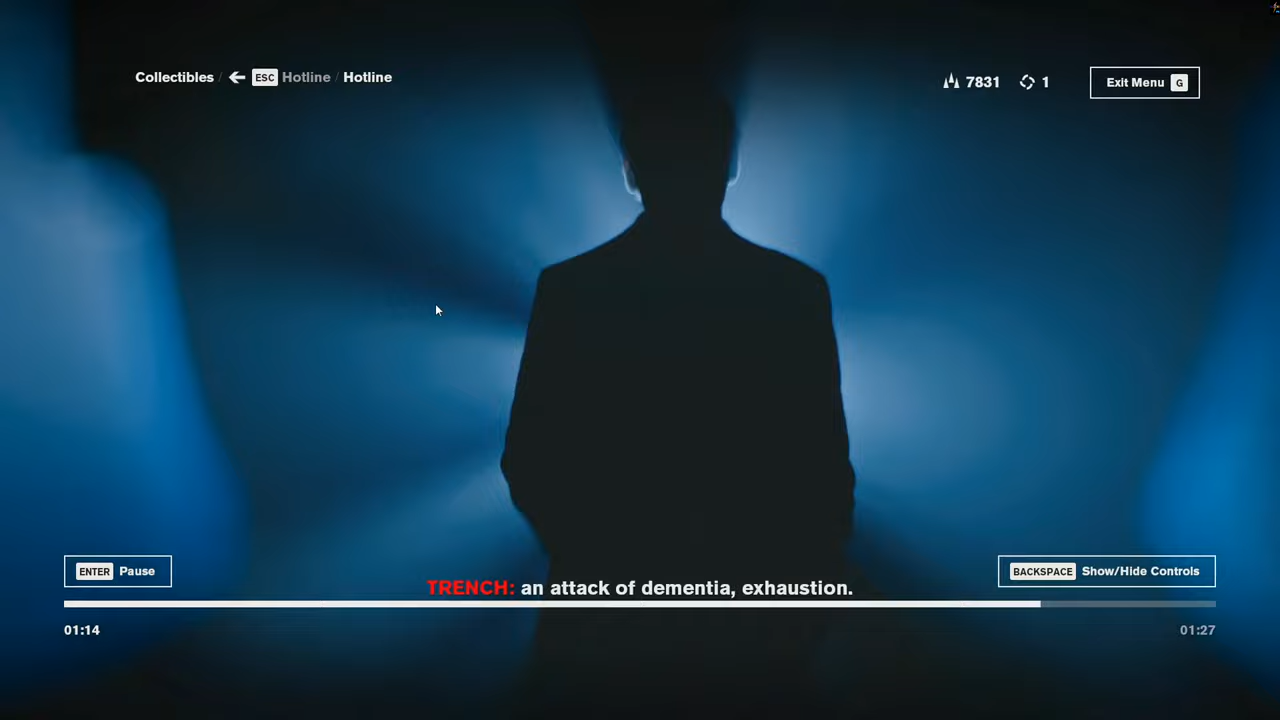 Collectibles / ESC Hotline / Hotline
7831 1 Exit Menu G
ENTER Pause
BACKSPACE Show/Hide Controls
TRENCH: an attack of dementia, exhaustion.
01:14
01:27